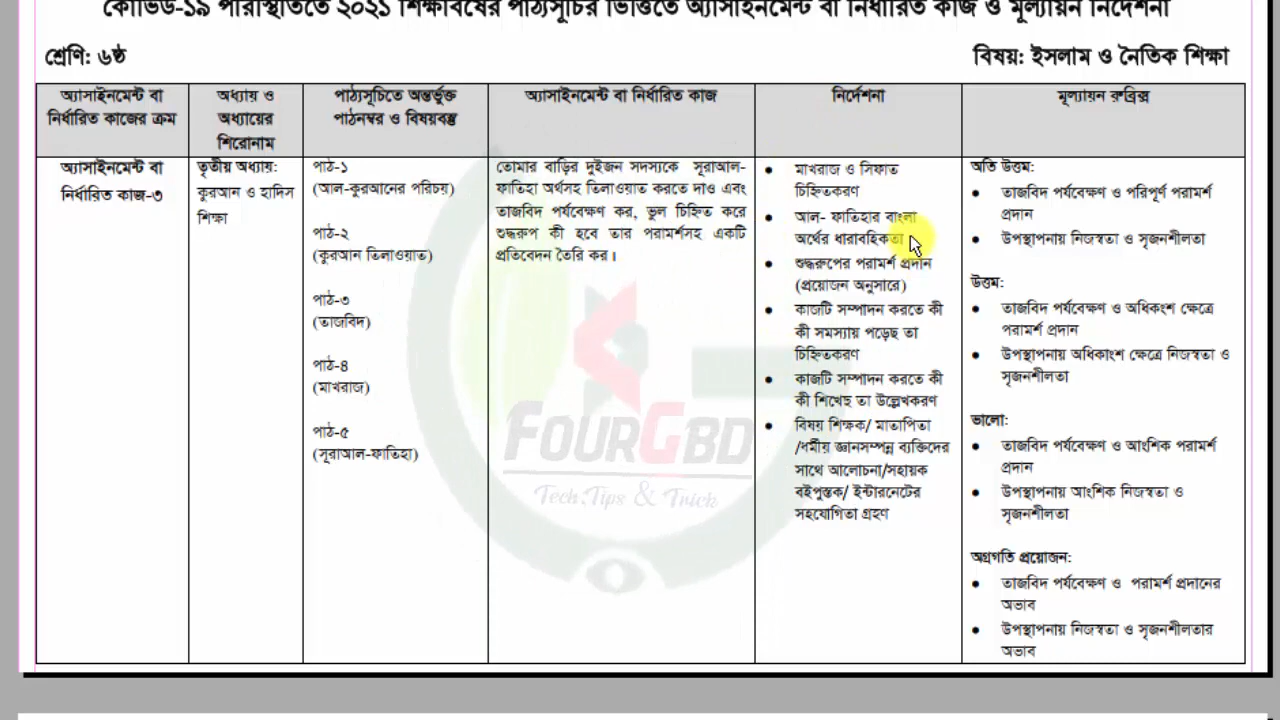 কোভিড-১৯ পরিস্থিতিতে ২০২১ শিক্ষাবর্ষের পাঠ্যসূচির ভিত্তিতে অ্যাসাইনমেন্ট বা নির্ধারিত কাজ ও মূল্যায়ন নির্দেশনা
শ্রেণি: ৬ষ্ঠ
বিষয়: ইসলাম ও নৈতিক শিক্ষা
অ্যাসাইনমেন্ট বা
নির্ধারিত কাজের ক্রম
অধ্যায় ও
অধ্যায়ের
শিরোনাম
পাঠ্যসূচিতে অন্তর্ভুক্ত
পাঠনম্বর ও বিষয়বস্তু
অ্যাসাইনমেন্ট বা নির্ধারিত কাজ
নির্দেশনা
মূল্যায়ন রুব্রিক্স
অ্যাসাইনমেন্ট বা
নির্ধারিত কাজ-৩
তৃতীয় অধ্যায়:
কুরআন ও হাদিস
শিক্ষা
পাঠ-১
(আল-কুরআনের পরিচয়)
পাঠ-২
(কুরআন তিলাওয়াত)
পাঠ-৩
(তাজবিদ)
পাঠ-৪
(মাখরাজ)
পাঠ-৫
(সূরাআল-ফাতিহা)
তোমার বাড়ির দুইজন সদস্যকে সূরাআল-
ফাতিহা অর্থসহ তিলাওয়াত করতে দাও এবং
তাজবিদ পর্যবেক্ষণ কর, ভুল চিহ্নিত করে
শুদ্ধরুপ কী হবে তার পরামর্শসহ একটি
প্রতিবেদন তৈরি কর।
• মাখরাজ ও সিফাত
চিহ্নিতকরণ
• আল- ফাতিহার বাংলা
অর্থের ধারাবহিকতা
• শুদ্ধরুপের পরামর্শ প্রদান
(প্রয়োজন অনুসারে)
• কাজটি সম্পাদন করতে কী
কী সমস্যায় পড়েছ তা
চিহ্নিতকরণ
• কাজটি সম্পাদন করতে কী
কী শিখেছ তা উল্লেখকরণ
• বিষয় শিক্ষক/ মাতাপিতা
/ধর্মীয় জ্ঞানসম্পন্ন ব্যক্তিদের
সাথে আলোচনা/সহায়ক
বইপুস্তক/ ইন্টারনেটের
সহযোগিতা গ্রহণ
অতি উত্তম:
• তাজবিদ পর্যবেক্ষণ ও পরিপূর্ণ পরামর্শ
প্রদান
• উপস্থাপনায় নিজস্বতা ও সৃজনশীলতা
উত্তম:
• তাজবিদ পর্যবেক্ষণ ও অধিকংশ ক্ষেত্রে
পরামর্শ প্রদান
• উপস্থাপনায় অধিকাংশ ক্ষেত্রে নিজস্বতা ও
সৃজনশীলতা
ভালো:
• তাজবিদ পর্যবেক্ষণ ও আংশিক পরামর্শ
প্রদান
• উপস্থাপনায় আংশিক নিজস্বতা ও
সৃজনশীলতা
অগ্রগতি প্রয়োজন:
• তাজবিদ পর্যবেক্ষণ ও পরামর্শ প্রদানের
অভাব
• উপস্থাপনায় নিজস্বতা ও সৃজনশীলতার
অভাব
FOURGBD
Tech,Tips & Trick